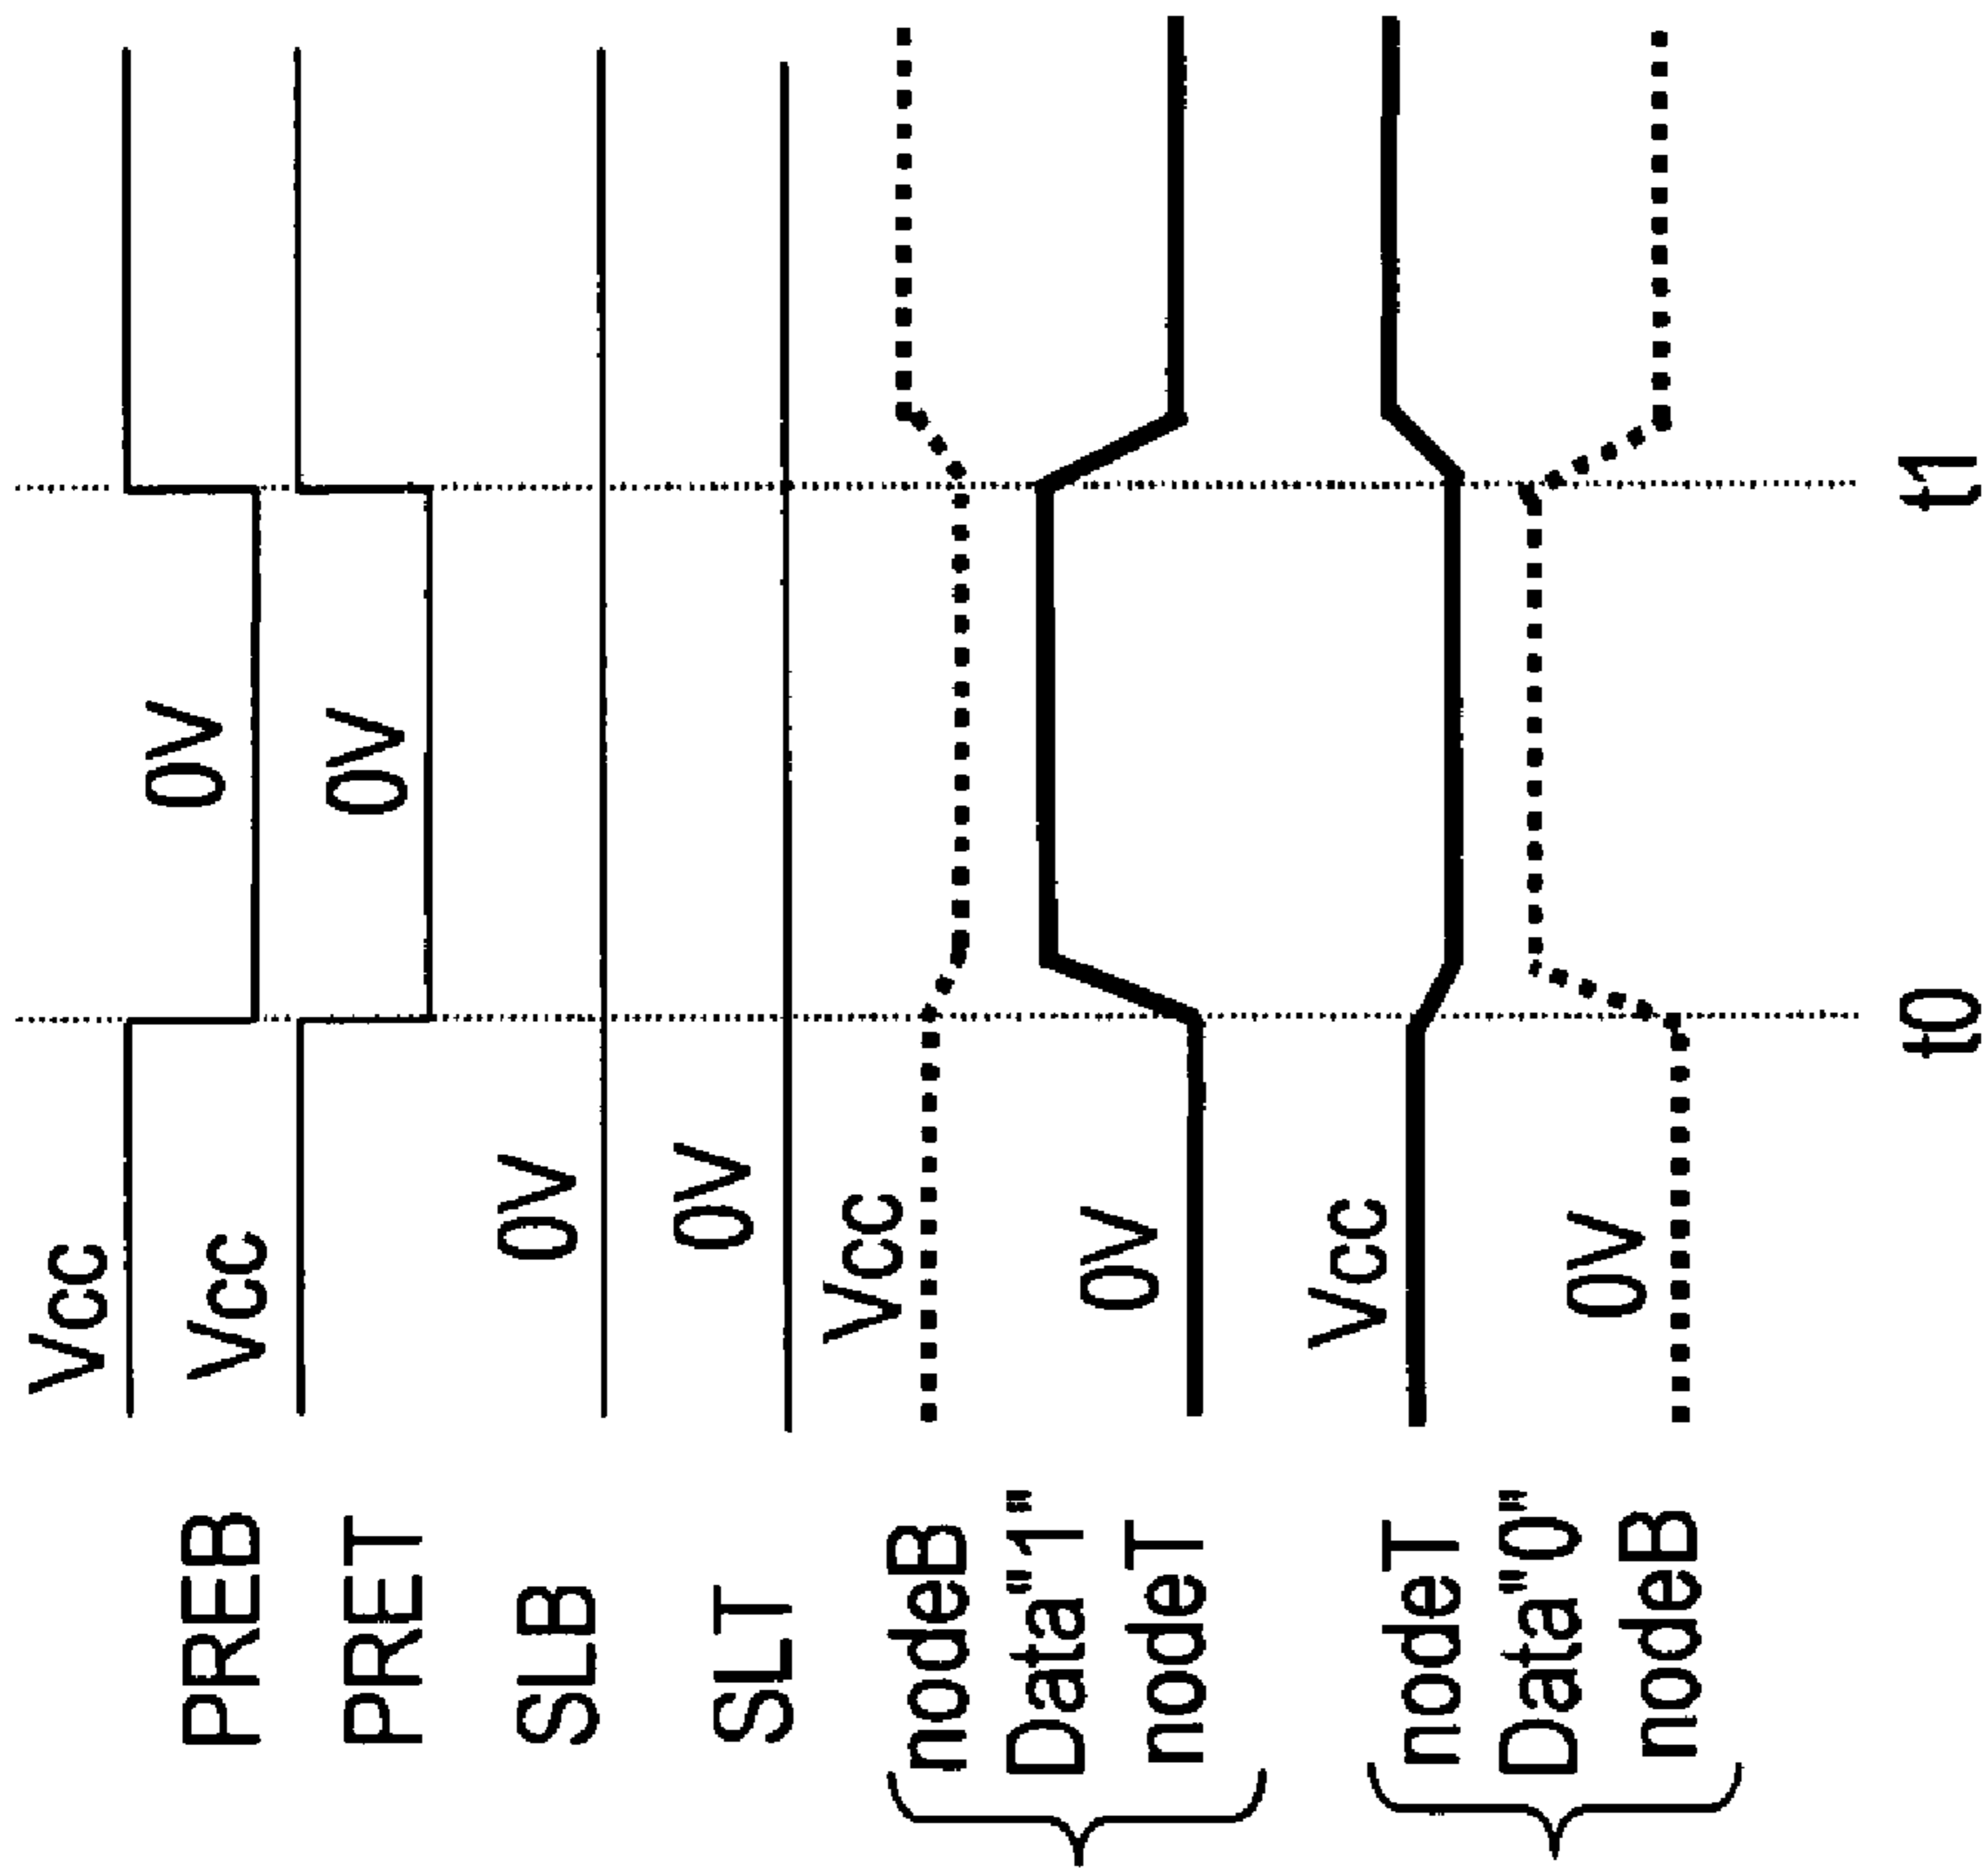 Vcc
PREB 0V
Vcc
PRET 0V
SLB 0V
SLT 0V
nodeB Vcc
Data"1"
nodeT 0V
nodeT Vcc
Data"0"
nodeB 0V
t0 t1